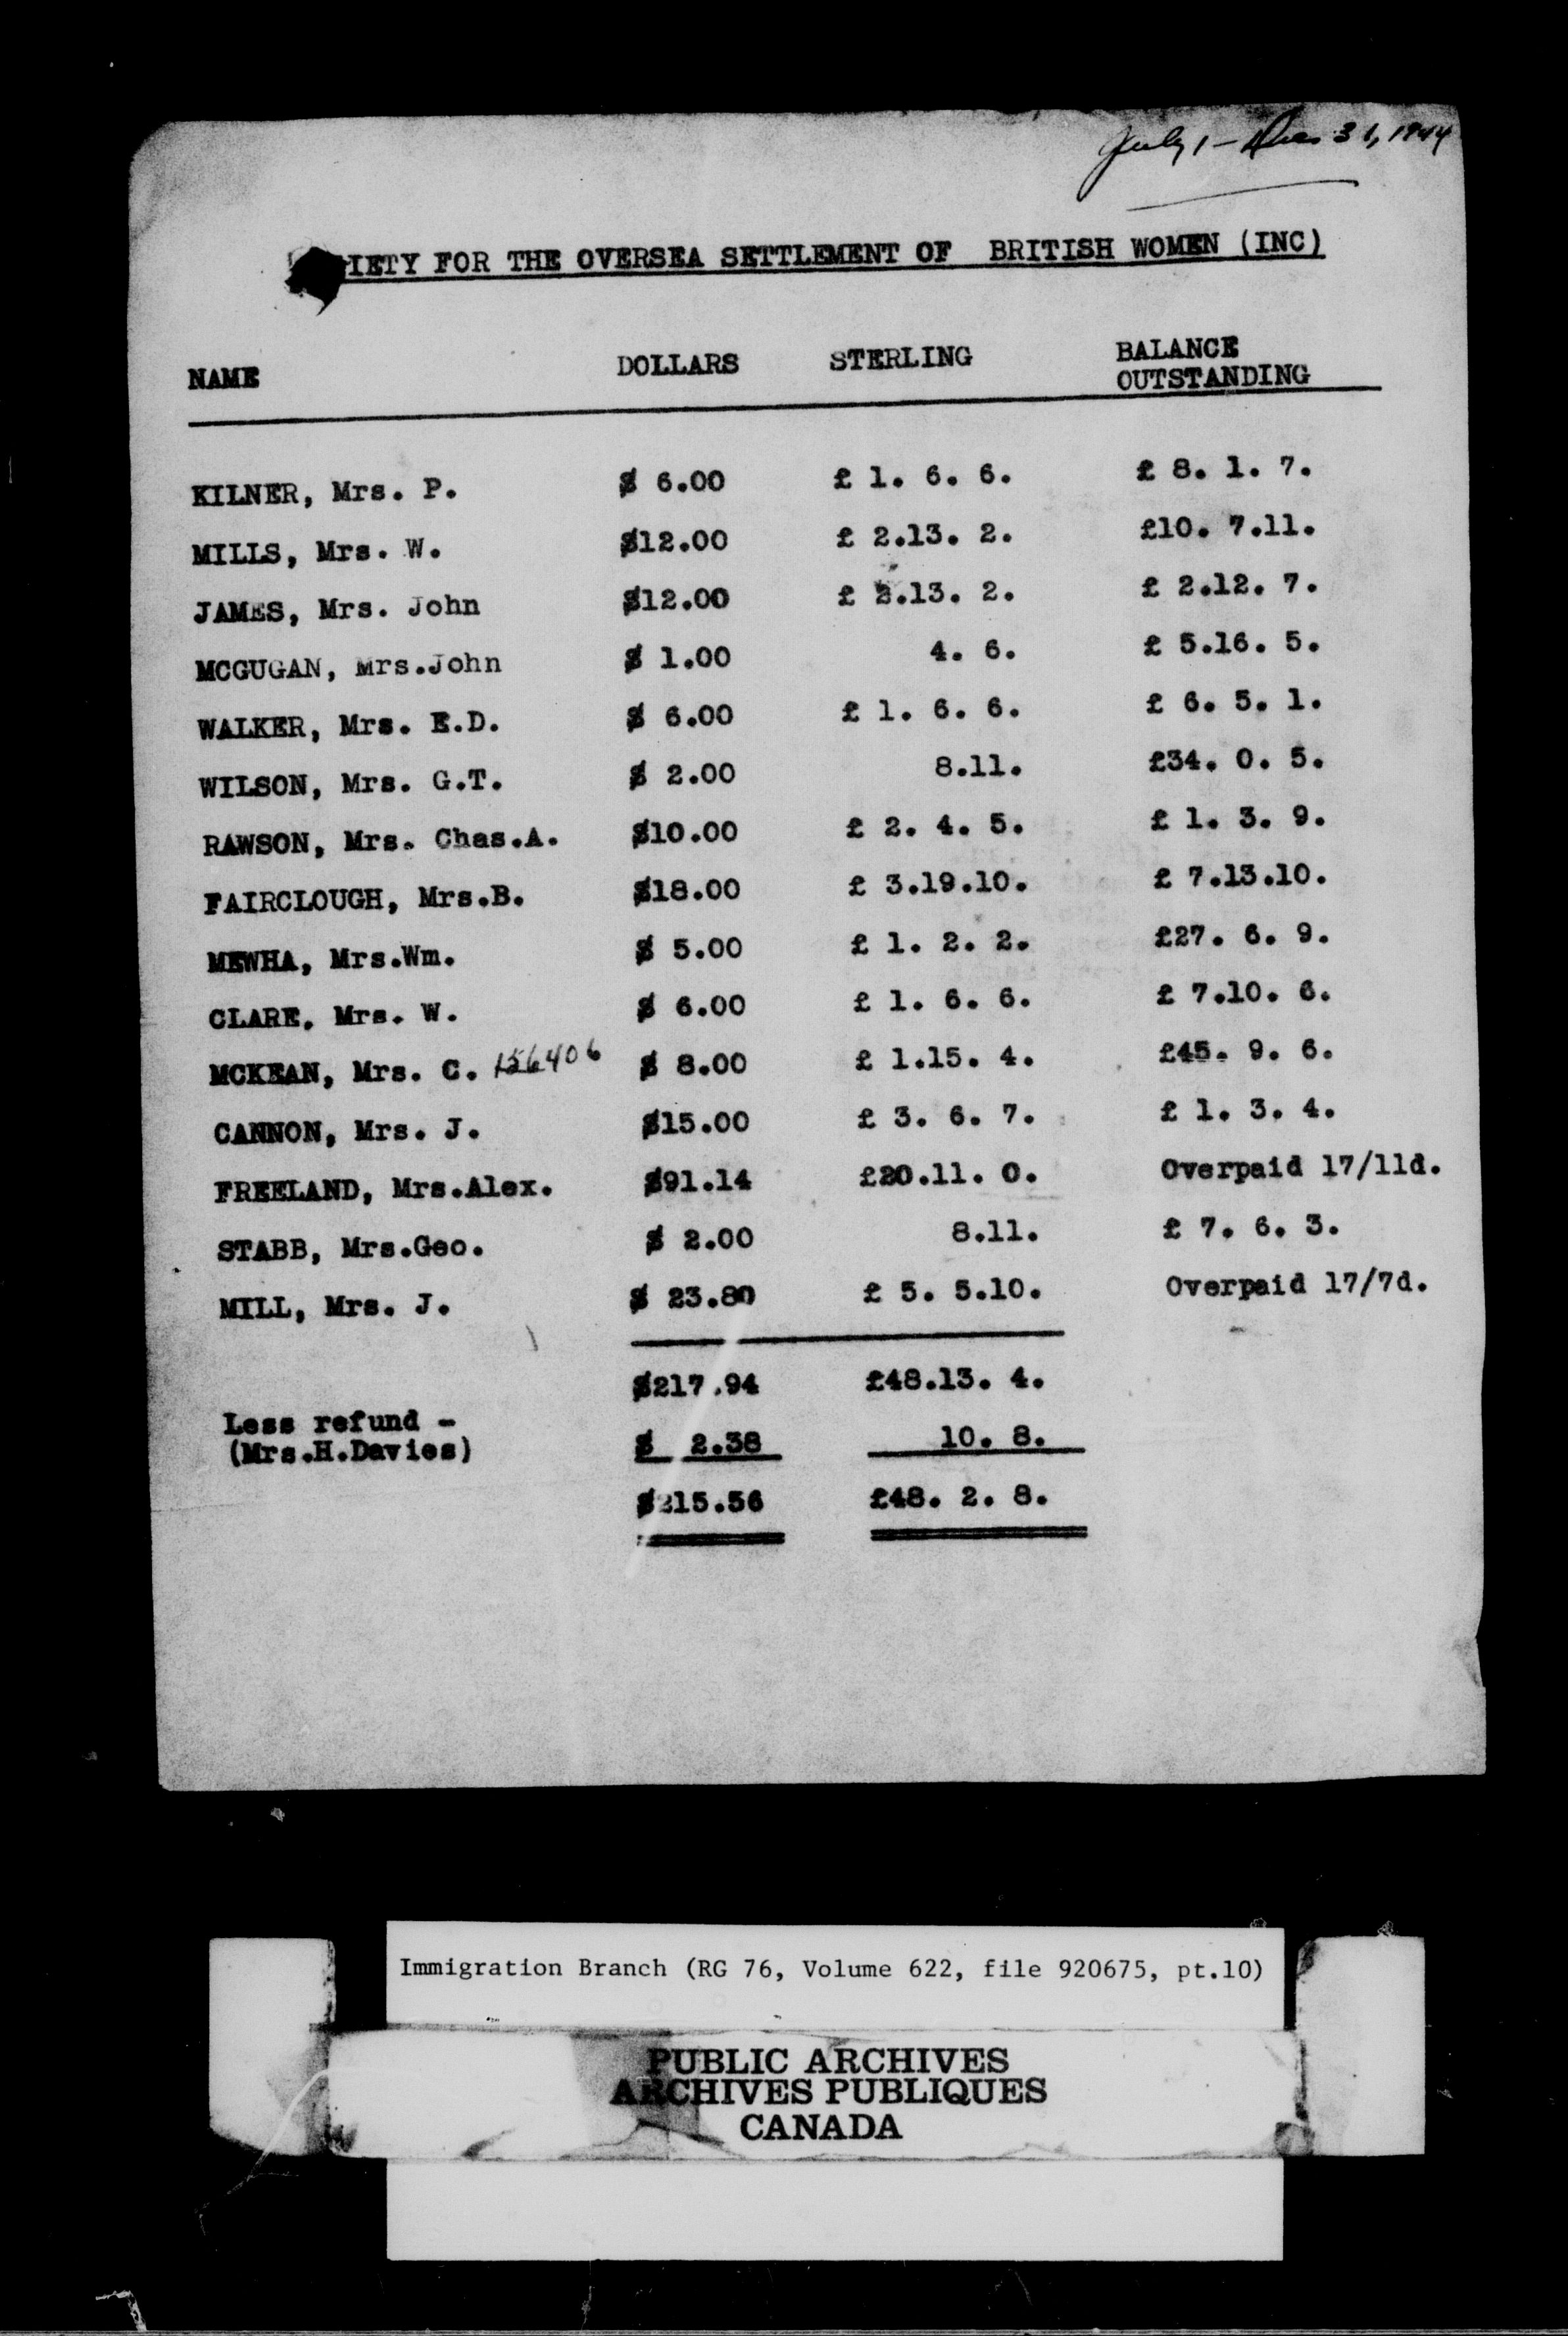 July 1 - Dec 31, 1944
IETY FOR THE OVERSEA SETTLEMENT OF BRITISH WOMEN (INC)
NAME DOLLARS STERLING BALANCE OUTSTANDING
KILNER, Mrs. P. $ 6.00 £ 1. 6. 6. £ 8. 1. 7.
MILLS, Mrs. W. $12.00 £ 2.13. 2. £10. 7.11.
JAMES, Mrs. John $12.00 £ 2.13. 2. £ 2.12. 7.
MCGUGAN, Mrs.John $ 1.00 4. 6. £ 5.16. 5.
WALKER, Mrs. E.D. $ 6.00 £ 1. 6. 6. £ 6. 5. 1.
WILSON, Mrs. G.T. $ 2.00 8.11. £34. 0. 5.
RAWSON, Mrs. Chas.A. $10.00 £ 2. 4. 5. £ 1. 3. 9.
FAIRCLOUGH, Mrs.B. $18.00 £ 3.19.10. £ 7.13.10.
MEWHA, Mrs.Wm. $ 5.00 £ 1. 2. 2. £27. 6. 9.
CLARE, Mrs. W. $ 6.00 £ 1. 6. 6. £ 7.10. 6.
MCKEAN, Mrs. C. 156406 $ 8.00 £ 1.15. 4. £45. 9. 6.
CANNON, Mrs. J. $15.00 £ 3. 6. 7. £ 1. 3. 4.
FREELAND, Mrs.Alex. $91.14 £20.11. 0. Overpaid 17/11d.
STABB, Mrs.Geo. $ 2.00 8.11. £ 7. 6. 3.
MILL, Mrs. J. $ 23.80 £ 5. 5.10. Overpaid 17/7d.
$217.94 £48.13. 4.
Less refund -
(Mrs.H.Davies) $ 2.38 10. 8.
$215.56 £48. 2. 8.
Immigration Branch (RG 76, Volume 622, file 920675, pt.10)
PUBLIC ARCHIVES
ARCHIVES PUBLIQUES
CANADA